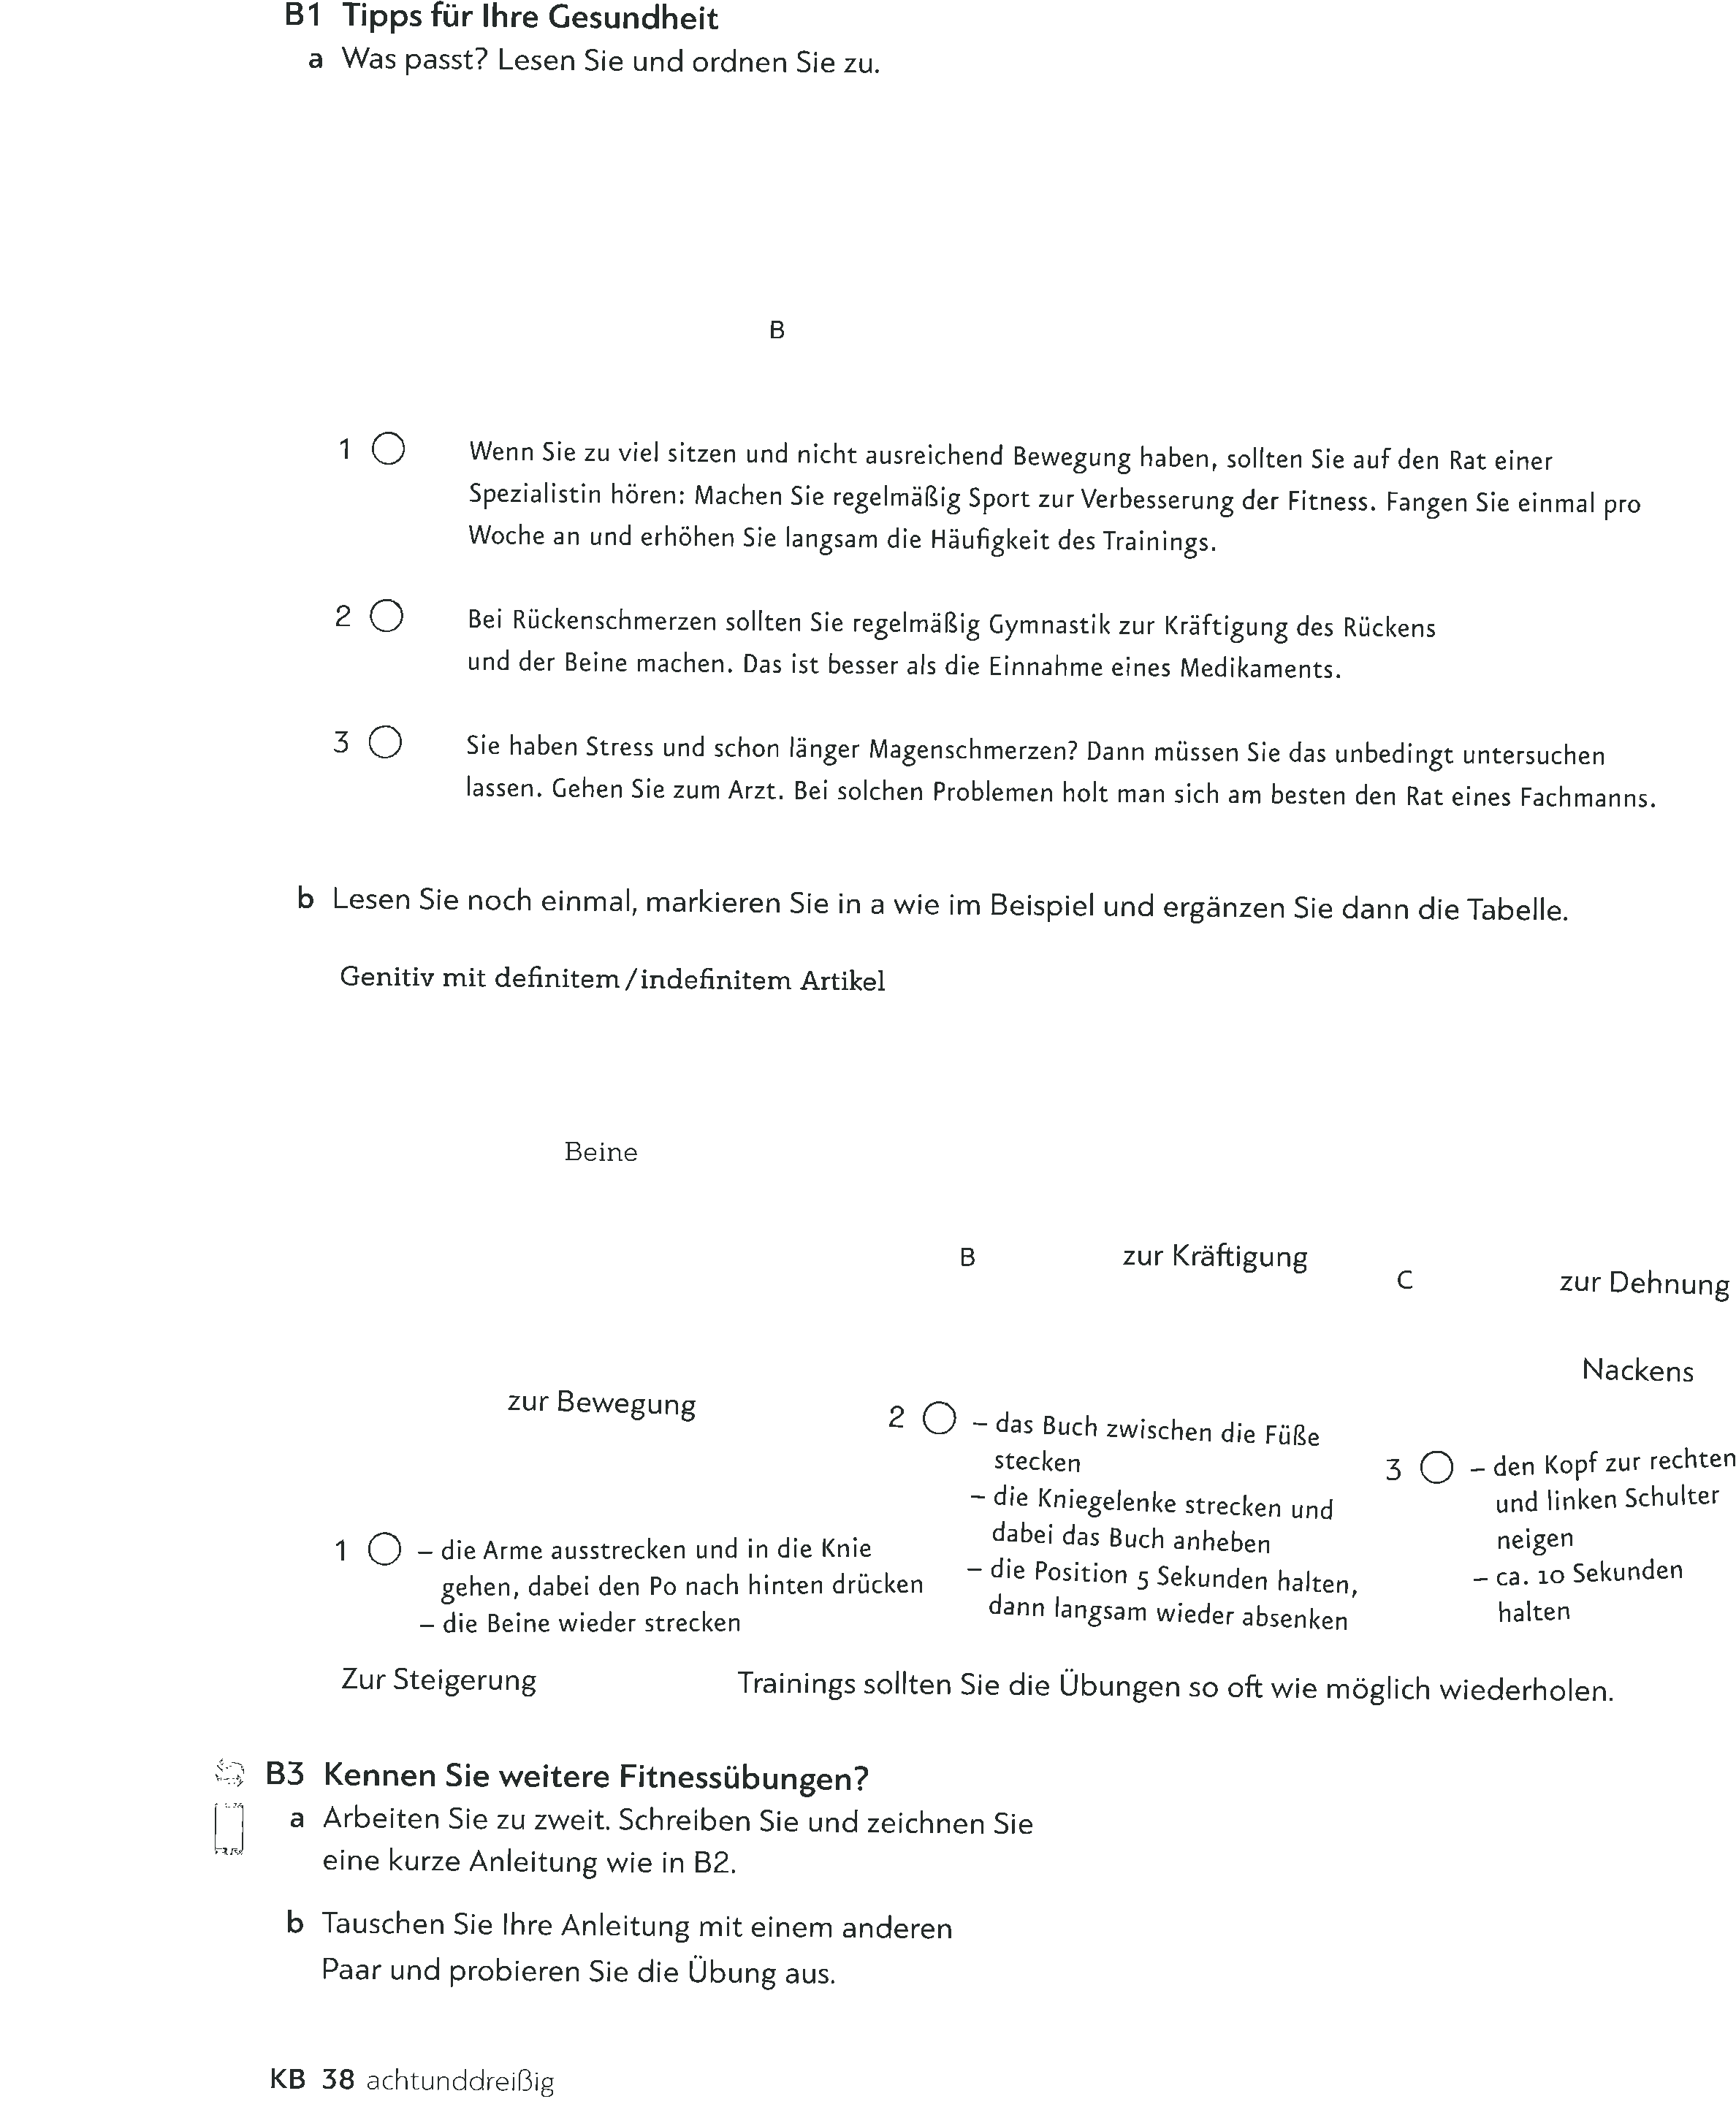 B1 Tipps für Ihre Gesundheit
a Was passt? Lesen Sie und ordnen Sie zu.
B
1 Wenn Sie zu viel sitzen und nicht ausreichend Bewegung haben, sollten Sie auf den Rat einer
Spezialistin hören: Machen Sie regelmäßig Sport zur Verbesserung der Fitness. Fangen Sie einmal pro
Woche an und erhöhen Sie langsam die Häufigkeit des Trainings.
2 Bei Rückenschmerzen sollten Sie regelmäßig Gymnastik zur Kräftigung des Rückens
und der Beine machen. Das ist besser als die Einnahme eines Medikaments.
3 Sie haben Stress und schon länger Magenschmerzen? Dann müssen Sie das unbedingt untersuchen
lassen. Gehen Sie zum Arzt. Bei solchen Problemen holt man sich am besten den Rat eines Fachmanns.
b Lesen Sie noch einmal, markieren Sie in a wie im Beispiel und ergänzen Sie dann die Tabelle.
Genitiv mit definitem/indefinitem Artikel
Beine
zur Bewegung
1 – die Arme ausstrecken und in die Knie
gehen, dabei den Po nach hinten drücken
– die Beine wieder strecken
B zur Kräftigung
2 – das Buch zwischen die Füße
stecken
– die Kniegelenke strecken und
dabei das Buch anheben
– die Position 5 Sekunden halten,
dann langsam wieder absenken
C zur Dehnung
Nackens
3 – den Kopf zur rechten
und linken Schulter
neigen
– ca. 10 Sekunden
halten
Zur Steigerung Trainings sollten Sie die Übungen so oft wie möglich wiederholen.
B3 Kennen Sie weitere Fitnessübungen?
a Arbeiten Sie zu zweit. Schreiben Sie und zeichnen Sie
eine kurze Anleitung wie in B2.
b Tauschen Sie Ihre Anleitung mit einem anderen
Paar und probieren Sie die Übung aus.
KB 38 achtunddreißig